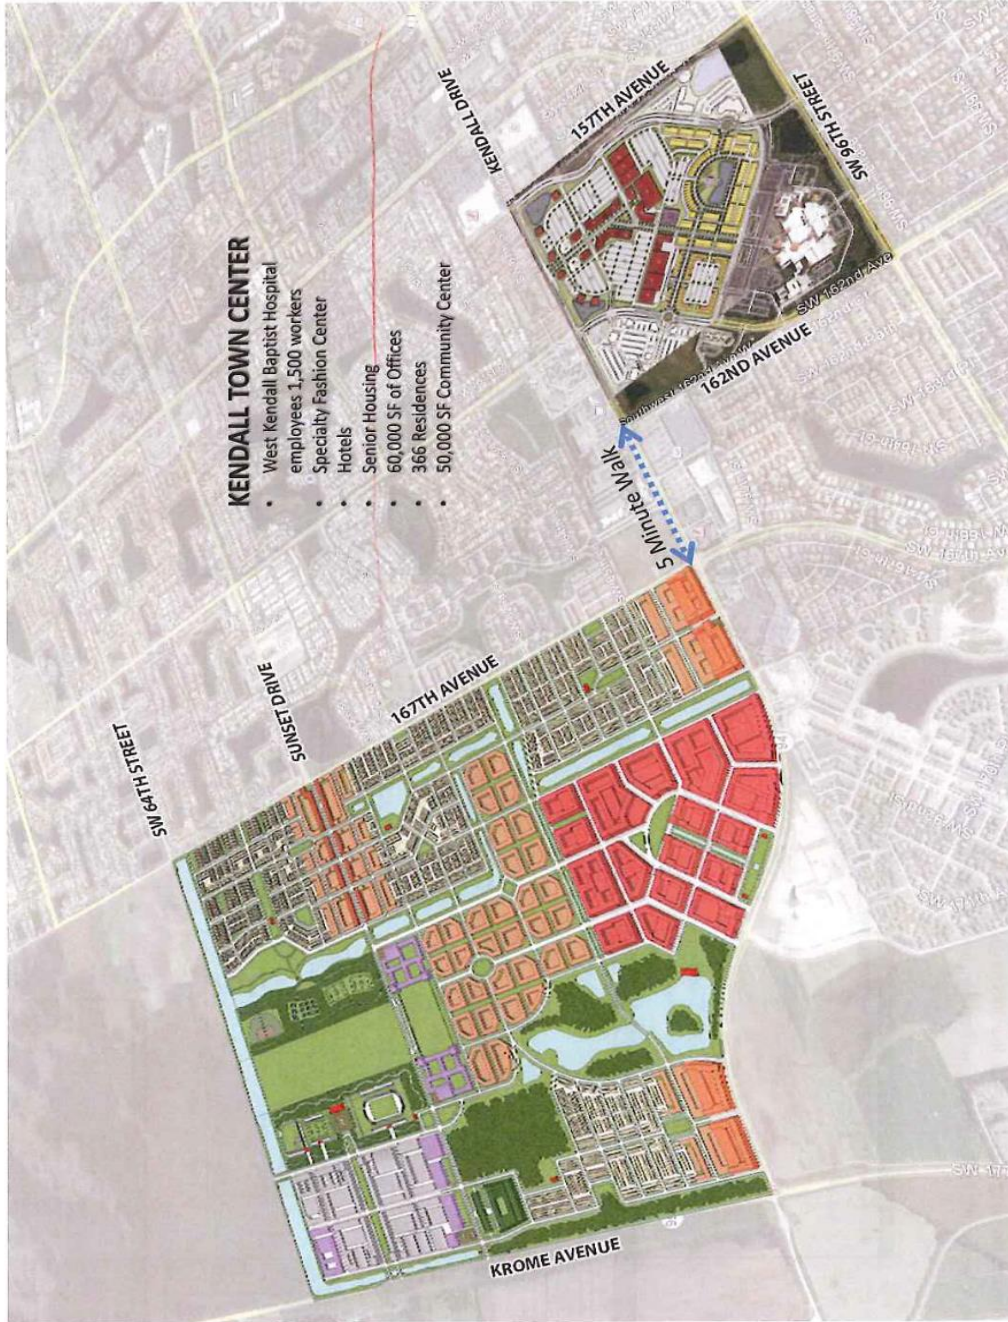 KENDALL TOWN CENTER
• West Kendall Baptist Hospital
employees 1,500 workers
• Specialty Fashion Center
• Hotels
• Senior Housing
• 60,000 SF of Offices
• 366 Residences
• 50,000 SF Community Center
SW 64TH STREET
SUNSET DRIVE
167TH AVENUE
KENDALL DRIVE
157TH AVENUE
SW 96TH STREET
SW 162nd Ave
162ND AVENUE
5 Minute Walk
KROME AVENUE